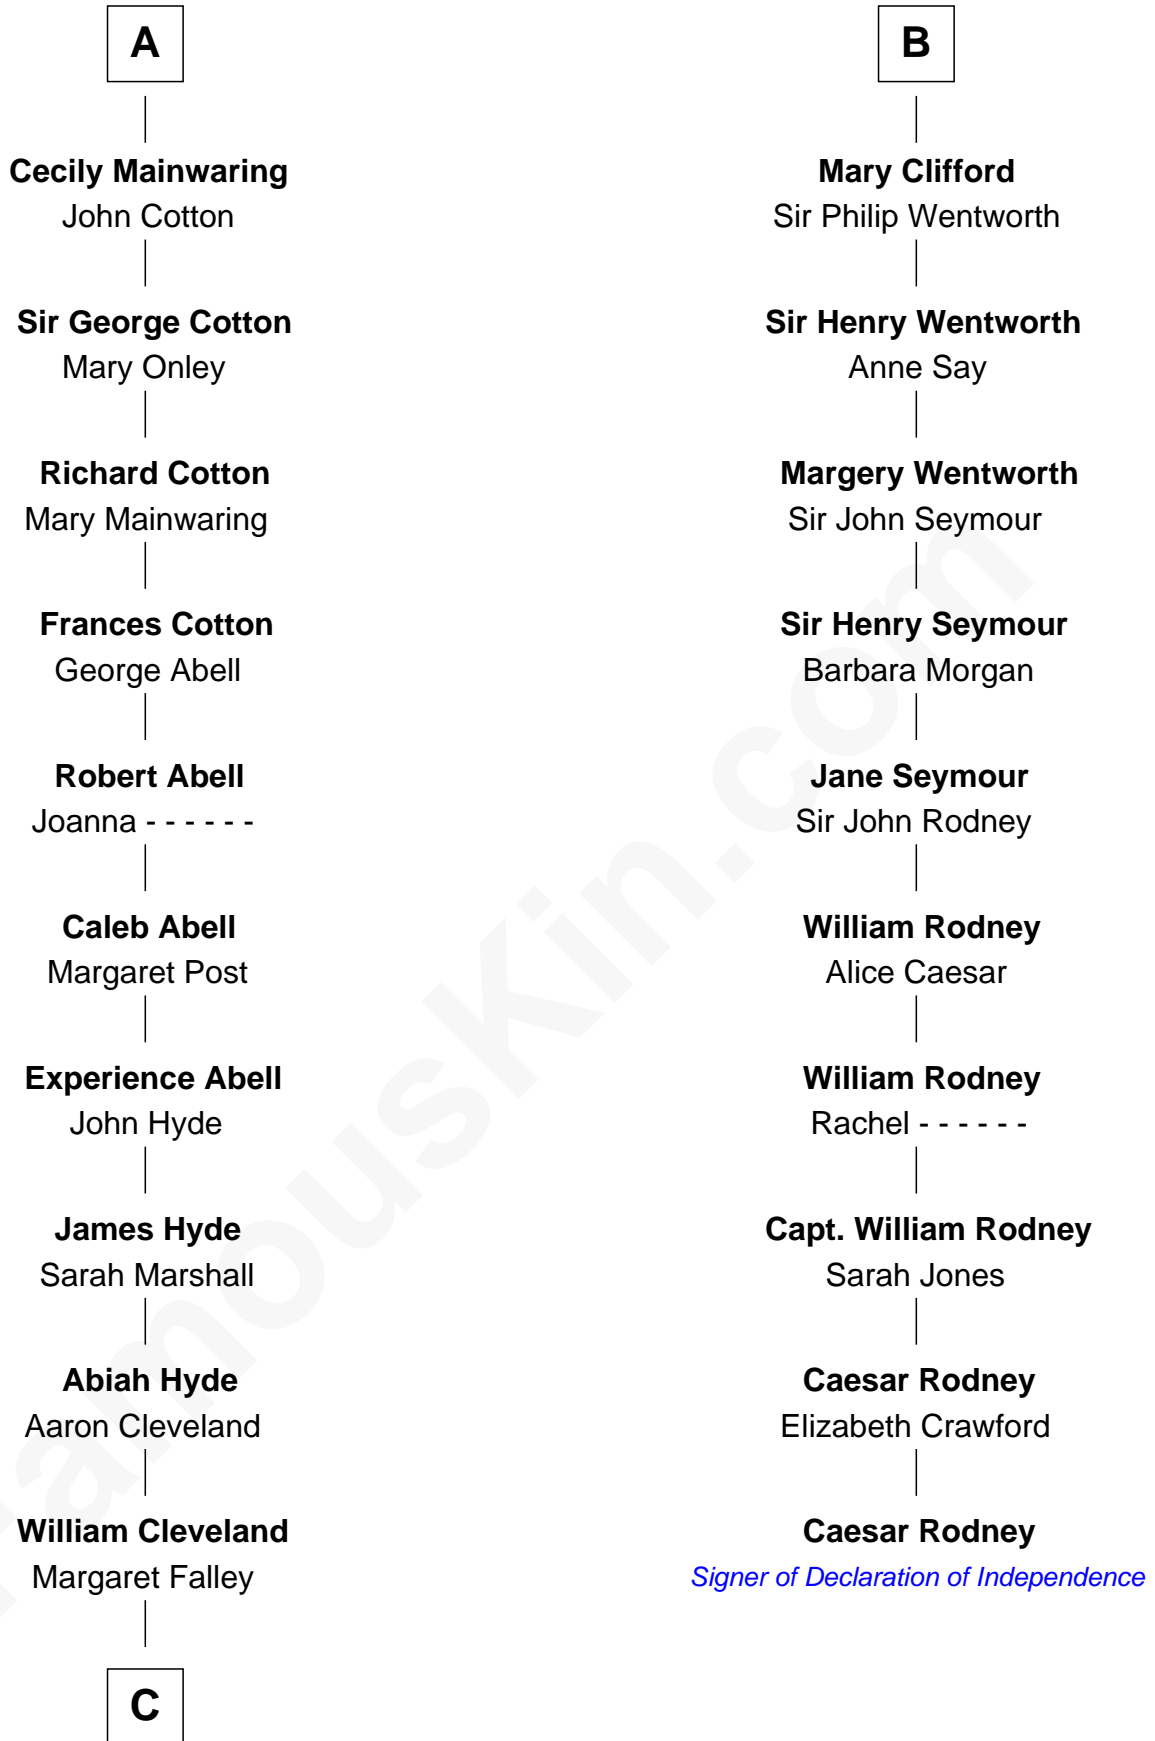 A
Cecily Mainwaring
John Cotton
Sir George Cotton
Mary Onley
Richard Cotton
Mary Mainwaring
Frances Cotton
George Abell
Robert Abell
Joanna - - - - - -
Caleb Abell
Margaret Post
Experience Abell
John Hyde
James Hyde
Sarah Marshall
Abiah Hyde
Aaron Cleveland
William Cleveland
Margaret Falley
C
B
Mary Clifford
Sir Philip Wentworth
Sir Henry Wentworth
Anne Say
Margery Wentworth
Sir John Seymour
Sir Henry Seymour
Barbara Morgan
Jane Seymour
Sir John Rodney
William Rodney
Alice Caesar
William Rodney
Rachel - - - - - -
Capt. William Rodney
Sarah Jones
Caesar Rodney
Elizabeth Crawford
Caesar Rodney
Signer of Declaration of Independence
FamousKin.com